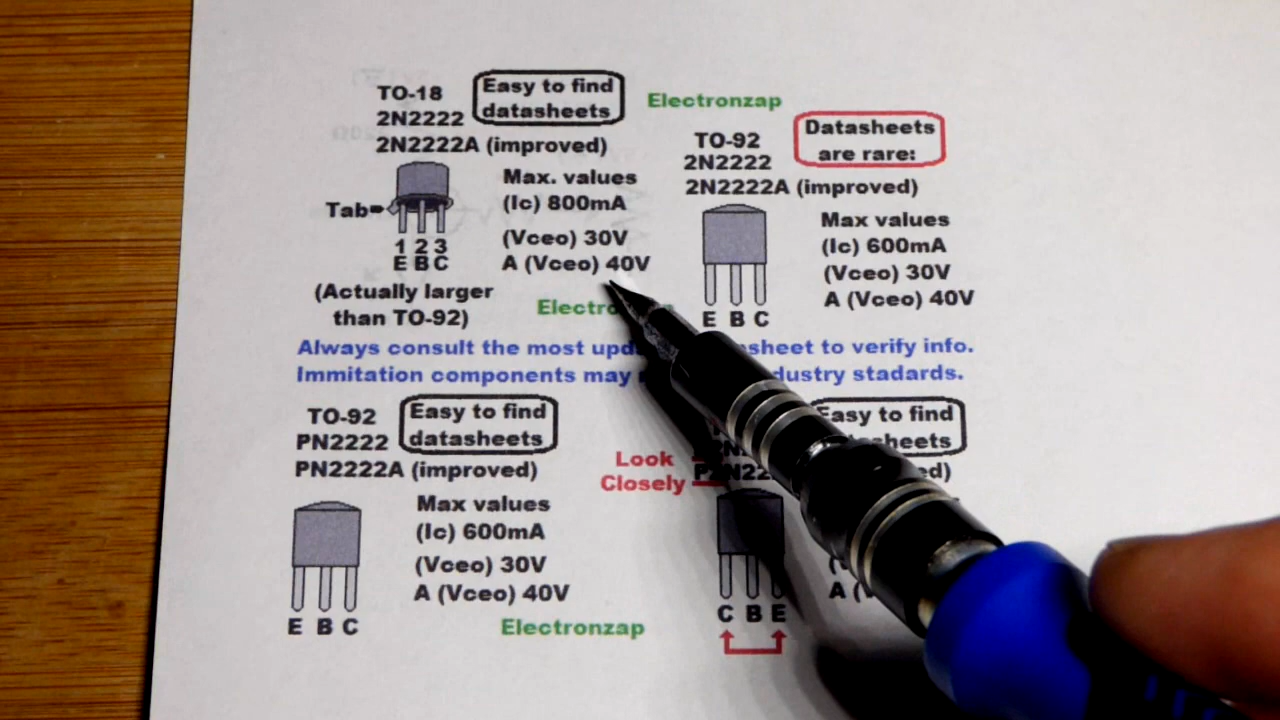 TO-18
2N2222
2N2222A (improved)
Easy to find
datasheets
Electronzap
Tab
1 2 3
E B C
(Actually larger
than TO-92)
Max. values
(Ic) 800mA
(Vceo) 30V
A (Vceo) 40V
TO-92
2N2222
2N2222A (improved)
Datasheets
are rare:
E B C
Max values
(Ic) 600mA
(Vceo) 30V
A (Vceo) 40V
Always consult the most sheet to verify info.
Immitation components may stadards.
TO-92
PN2222
PN2222A (improved)
Easy to find
datasheets
E B C
Max values
(Ic) 600mA
(Vceo) 30V
A (Vceo) 40V
Electronzap
Look
Closely
Easy to find
C B E